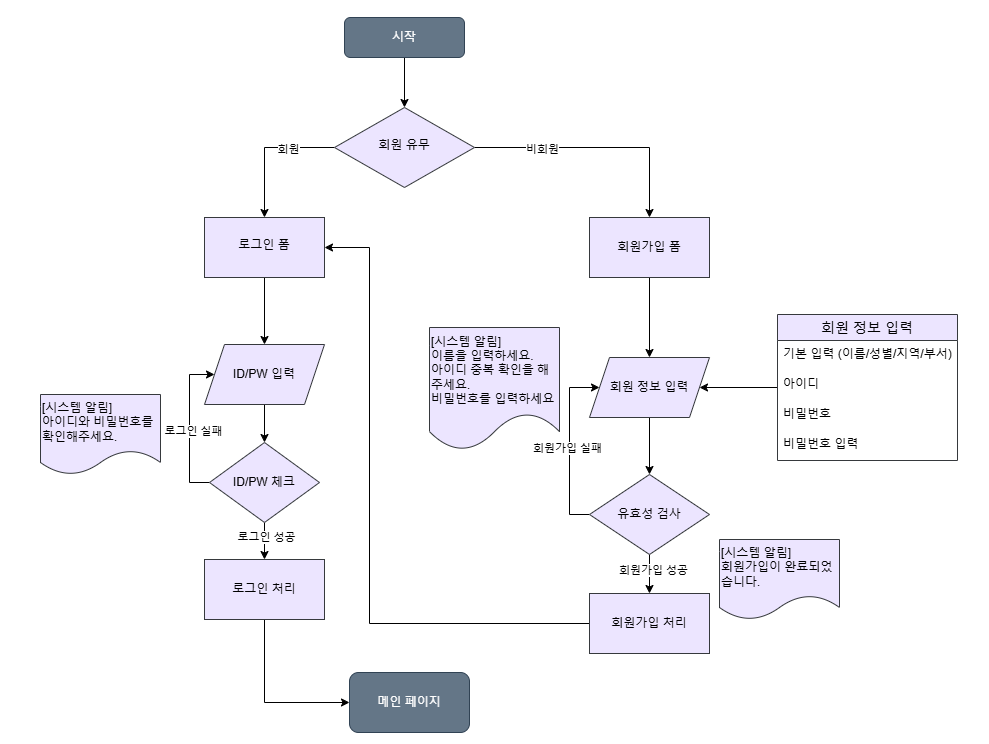 시작
회원 유무
회원
비회원
로그인 폼
회원가입 폼
[시스템 알림]
이름을 입력하세요.
아이디 중복 확인을 해
주세요.
비밀번호를 입력하세요
회원 정보 입력
기본 입력 (이름/성별/지역/부서)
아이디
비밀번호
비밀번호 입력
ID/PW 입력
회원 정보 입력
[시스템 알림]
아이디와 비밀번호를
확인해주세요.
로그인 실패
회원가입 실패
ID/PW 체크
유효성 검사
로그인 성공
회원가입 성공
[시스템 알림]
회원가입이 완료되었
습니다.
로그인 처리
회원가입 처리
메인 페이지